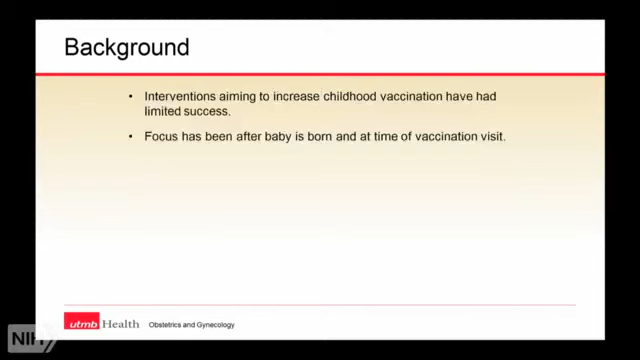 Background
• Interventions aiming to increase childhood vaccination have had
limited success.
• Focus has been after baby is born and at time of vaccination visit.
utmb Health Obstetrics and Gynecology
NIH